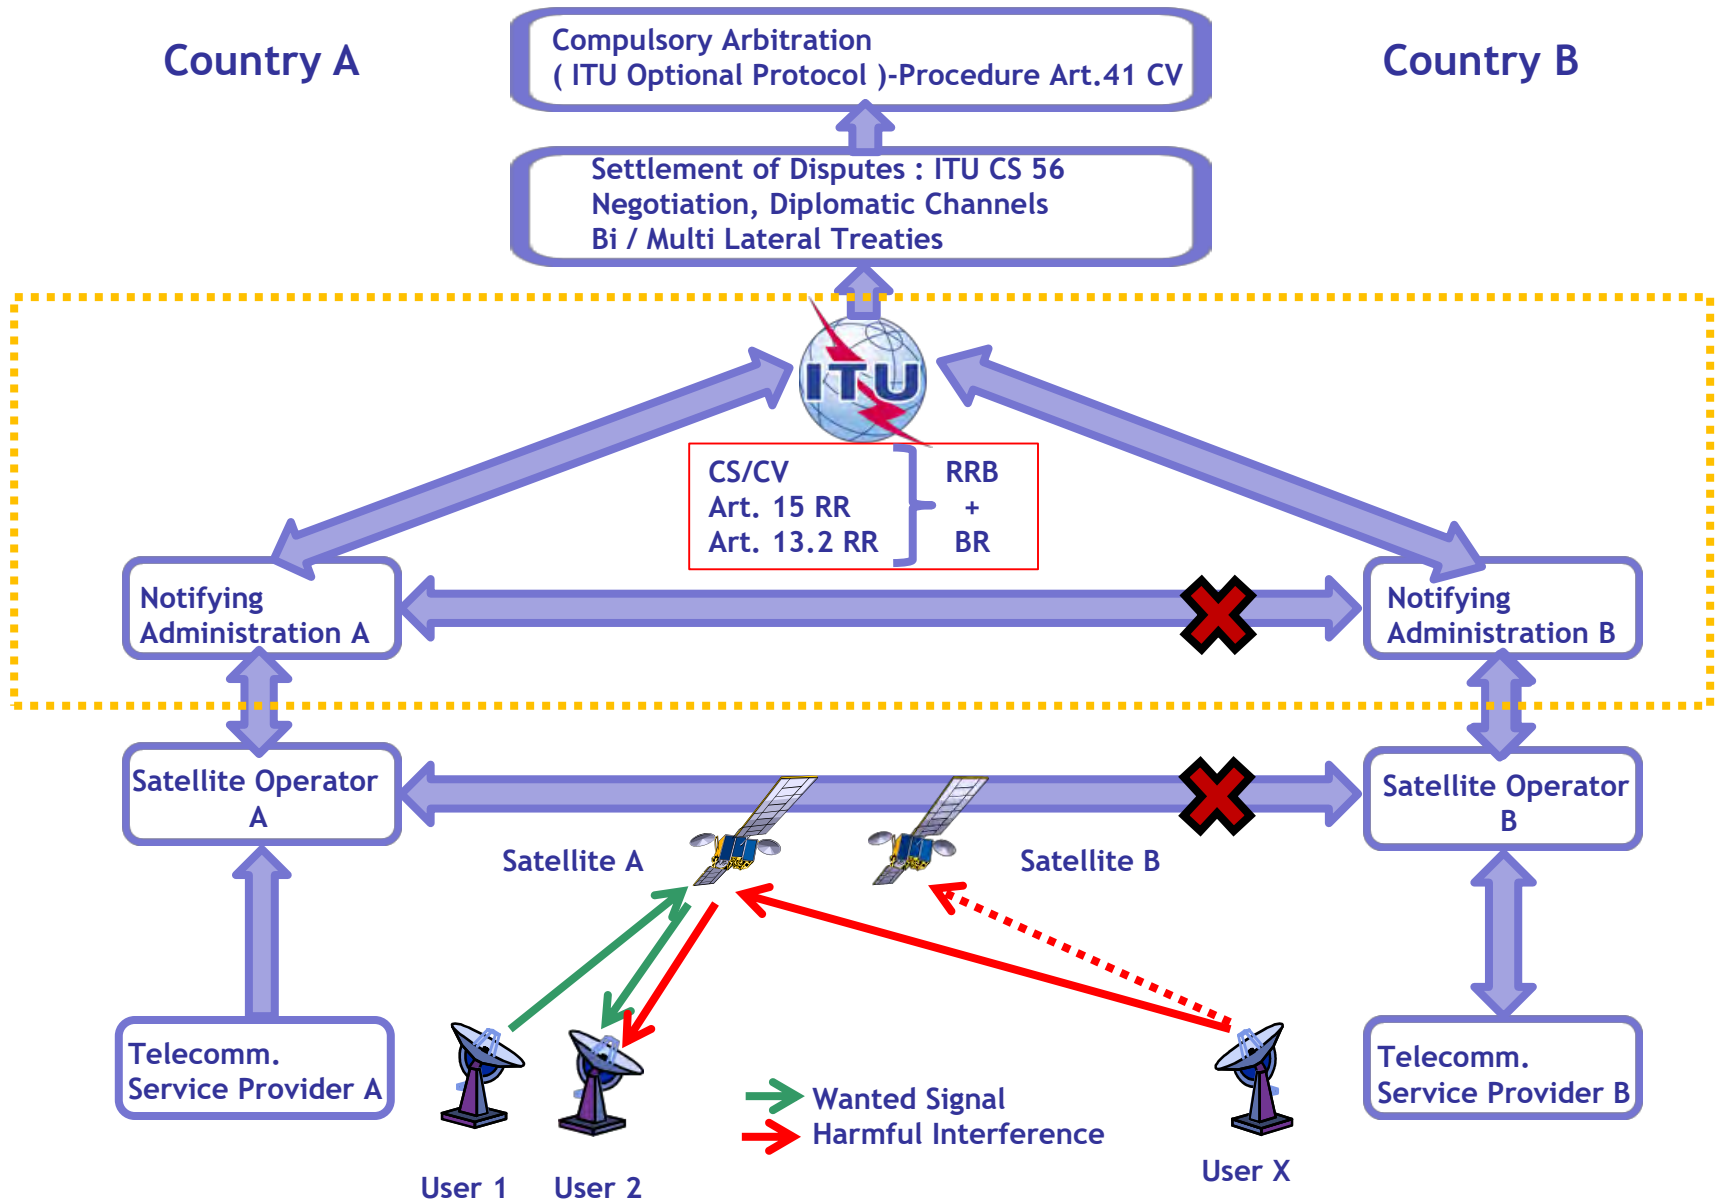 Country A
Compulsory Arbitration
( ITU Optional Protocol )-Procedure Art.41 CV
Country B
Settlement of Disputes : ITU CS 56
Negotiation, Diplomatic Channels
Bi / Multi Lateral Treaties
ITU
CS/CV
Art. 15 RR
Art. 13.2 RR
RRB
+
BR
Notifying
Administration A
Notifying
Administration B
Satellite Operator
A
Satellite Operator
B
Satellite A
Satellite B
Telecomm.
Service Provider A
Telecomm.
Service Provider B
Wanted Signal
Harmful Interference
User 1
User 2
User X